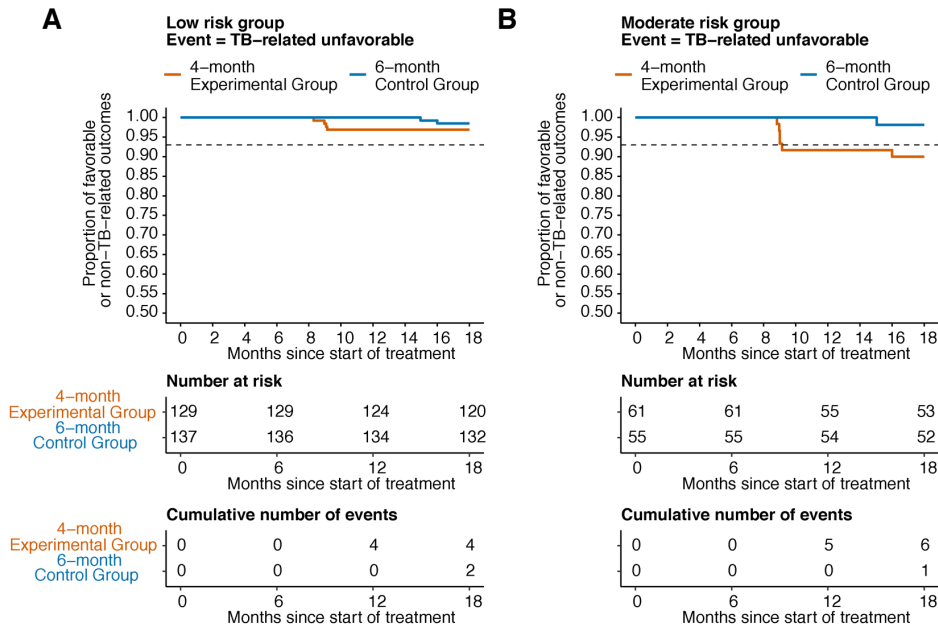 A
Low risk group
Event = TB−related unfavorable
4−month
Experimental Group
6−month
Control Group
Proportion of favorable
or non−TB−related outcomes
1.00
0.95
0.90
0.85
0.80
0.75
0.70
0.65
0.60
0.55
0.50
0 2 4 6 8 10 12 14 16 18
Months since start of treatment
Number at risk
4−month
Experimental Group
129 129 124 120
6−month
Control Group
137 136 134 132
0 6 12 18
Months since start of treatment
Cumulative number of events
4−month
Experimental Group
0 0 4 4
6−month
Control Group
0 0 0 2
0 6 12 18
Months since start of treatment
B
Moderate risk group
Event = TB−related unfavorable
4−month
Experimental Group
6−month
Control Group
Proportion of favorable
or non−TB−related outcomes
1.00
0.95
0.90
0.85
0.80
0.75
0.70
0.65
0.60
0.55
0.50
0 2 4 6 8 10 12 14 16 18
Months since start of treatment
Number at risk
61 61 55 53
55 55 54 52
0 6 12 18
Months since start of treatment
Cumulative number of events
0 0 5 6
0 0 0 1
0 6 12 18
Months since start of treatment